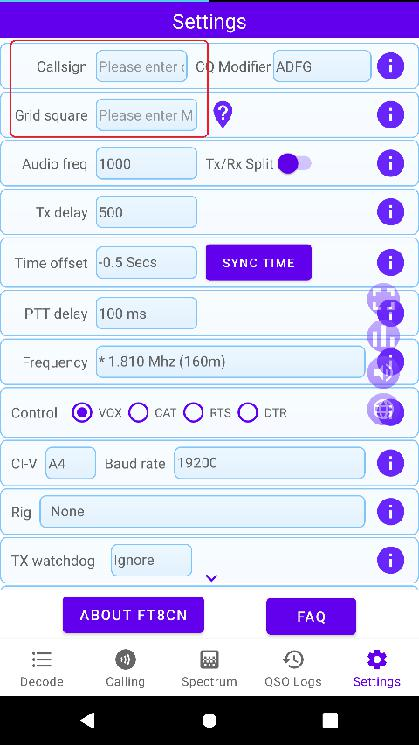 Settings
Callsign Please enter CQ Modifier ADFG
Grid square Please enter M ?
Audio freq 1000 Tx/Rx Split
Tx delay 500
Time offset -0.5 Secs SYNC TIME
PTT delay 100 ms
Frequency * 1.810 Mhz (160m)
Control VOX CAT RTS DTR
CI-V A4 Baud rate 19200
Rig None
TX watchdog Ignore
ABOUT FT8CN FAQ
Decode Calling Spectrum QSO Logs Settings